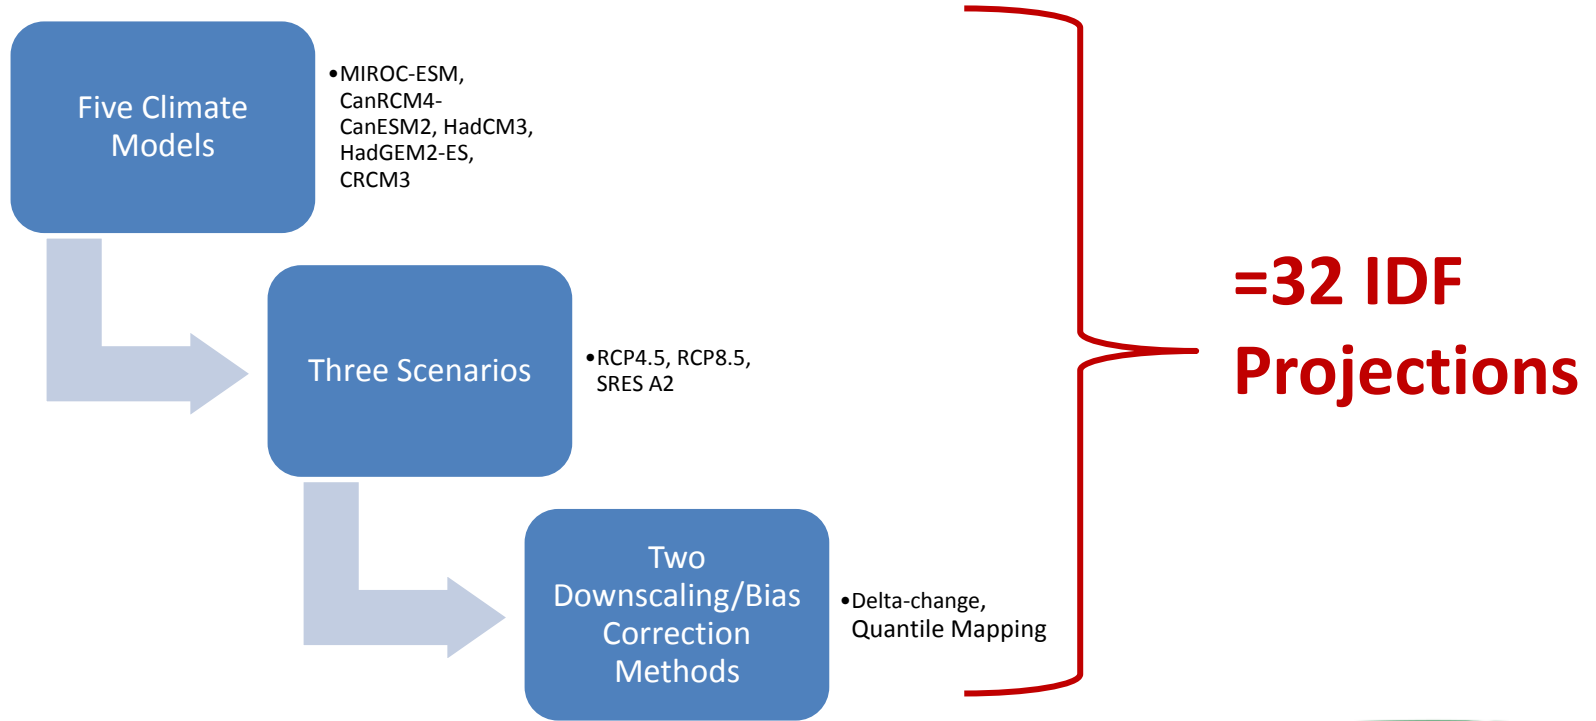 Five Climate
Models
•MIROC-ESM,
CanRCM4-
CanESM2, HadCM3,
HadGEM2-ES,
CRCM3
Three Scenarios
•RCP4.5, RCP8.5,
SRES A2
Two
Downscaling/Bias
Correction
Methods
•Delta-change,
Quantile Mapping
=32 IDF
Projections